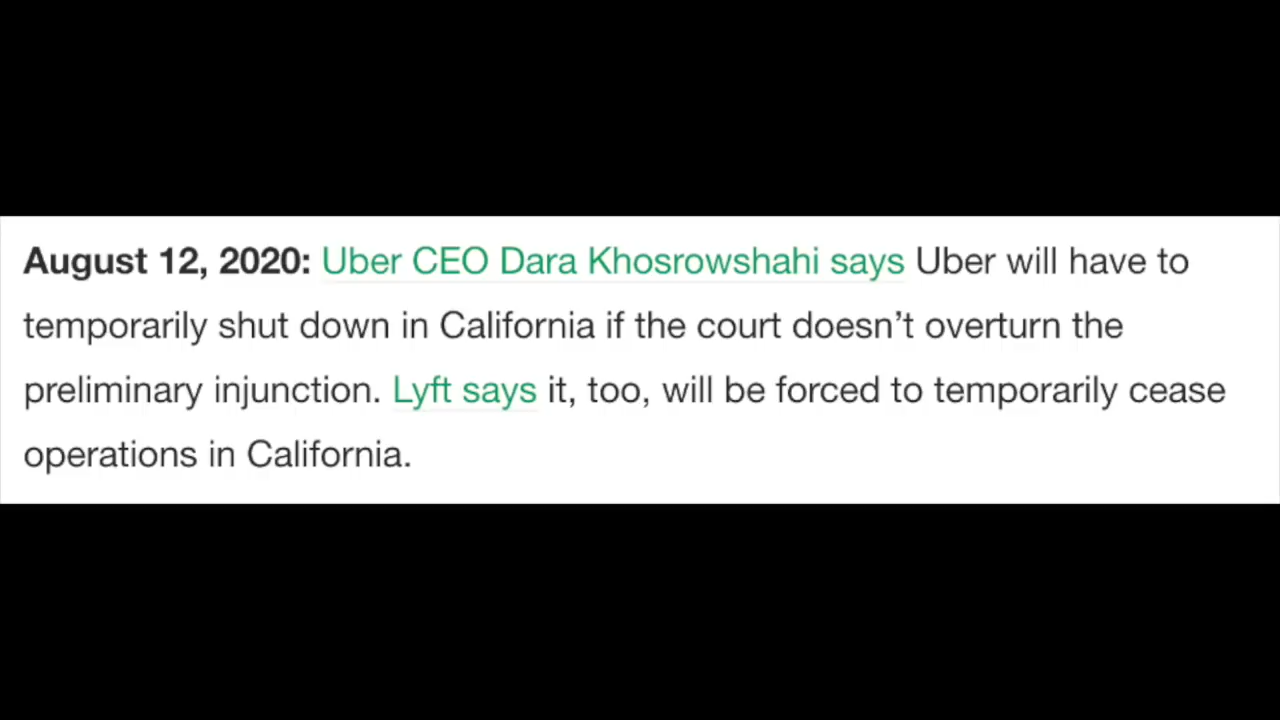 August 12, 2020: Uber CEO Dara Khosrowshahi says Uber will have to
temporarily shut down in California if the court doesn’t overturn the
preliminary injunction. Lyft says it, too, will be forced to temporarily cease
operations in California.